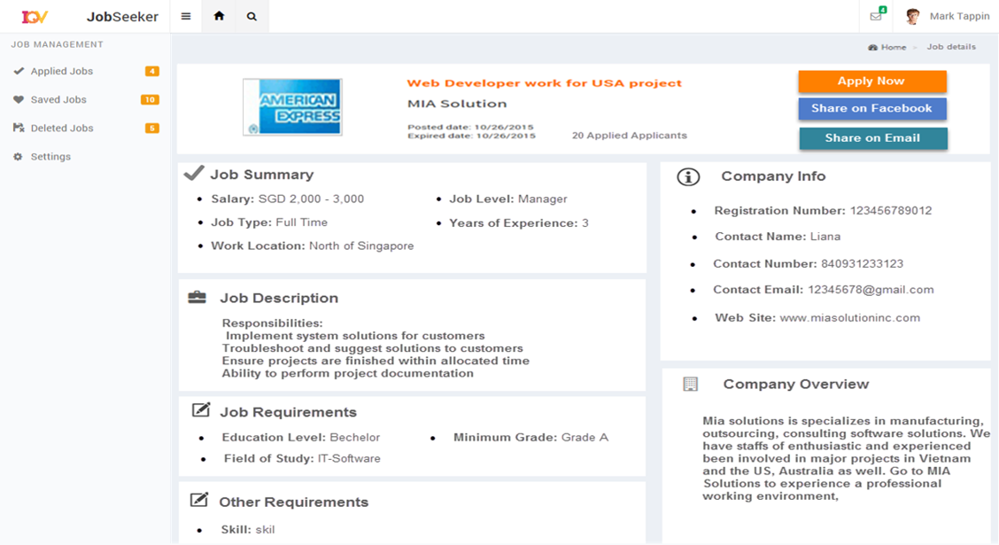 IQV JobSeeker 4 Mark Tappin
JOB MANAGEMENT
Applied Jobs 4
Saved Jobs 10
Deleted Jobs 5
Settings
Home Job details
AMERICAN
EXPRESS
Web Developer work for USA project
MIA Solution
Posted date: 10/26/2015
Expired date: 10/26/2015 20 Applied Applicants
Apply Now
Share on Facebook
Share on Email
Job Summary
Salary: SGD 2,000 - 3,000
Job Level: Manager
Job Type: Full Time
Years of Experience: 3
Work Location: North of Singapore
Job Description
Responsibilities:
Implement system solutions for customers
Troubleshoot and suggest solutions to customers
Ensure projects are finished within allocated time
Ability to perform project documentation
Job Requirements
Education Level: Bechelor
Minimum Grade: Grade A
Field of Study: IT-Software
Other Requirements
Skill: skil
Company Info
Registration Number: 123456789012
Contact Name: Liana
Contact Number: 840931233123
Contact Email: 12345678@gmail.com
Web Site: www.miasolutioninc.com
Company Overview
Mia solutions is specializes in manufacturing,
outsourcing, consulting software solutions. We
have staffs of enthusiastic and experienced
been involved in major projects in Vietnam
and the US, Australia as well. Go to MIA
Solutions to experience a professional
working environment,